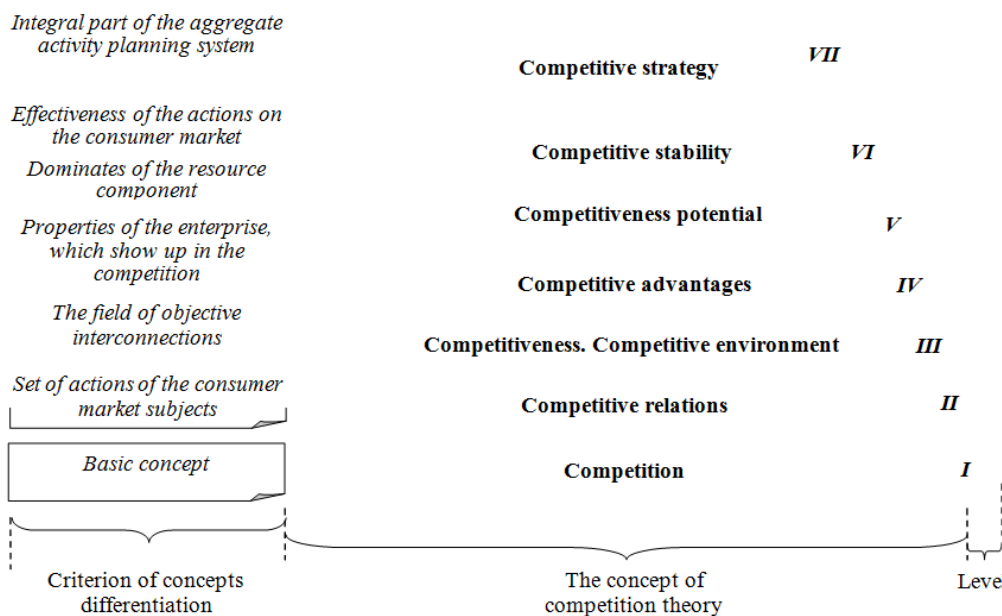 Integral part of the aggregate
activity planning system
Competitive strategy
VII
Effectiveness of the actions on
the consumer market
Competitive stability
VI
Dominates of the resource
component
Competitiveness potential
V
Properties of the enterprise,
which show up in the
competition
Competitive advantages
IV
The field of objective
interconnections
Competitiveness. Competitive environment
III
Set of actions of the consumer
market subjects
Competitive relations
II
Basic concept
Competition
I
Criterion of concepts
differentiation
The concept of
competition theory
Leve